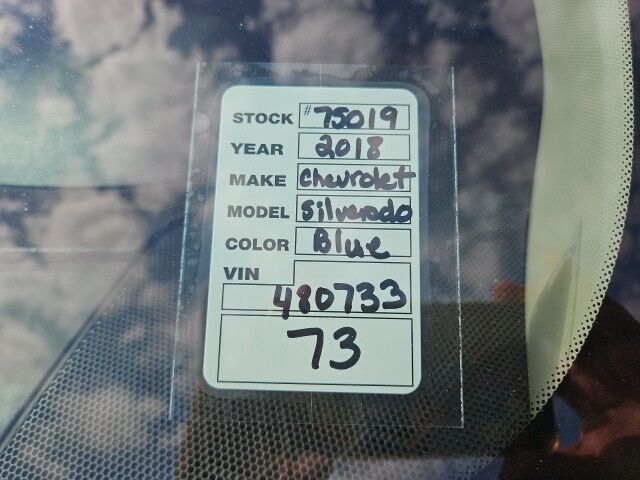 STOCK #75019
YEAR 2018
MAKE Chevrolet
MODEL Silverado
COLOR Blue
VIN
480733
73